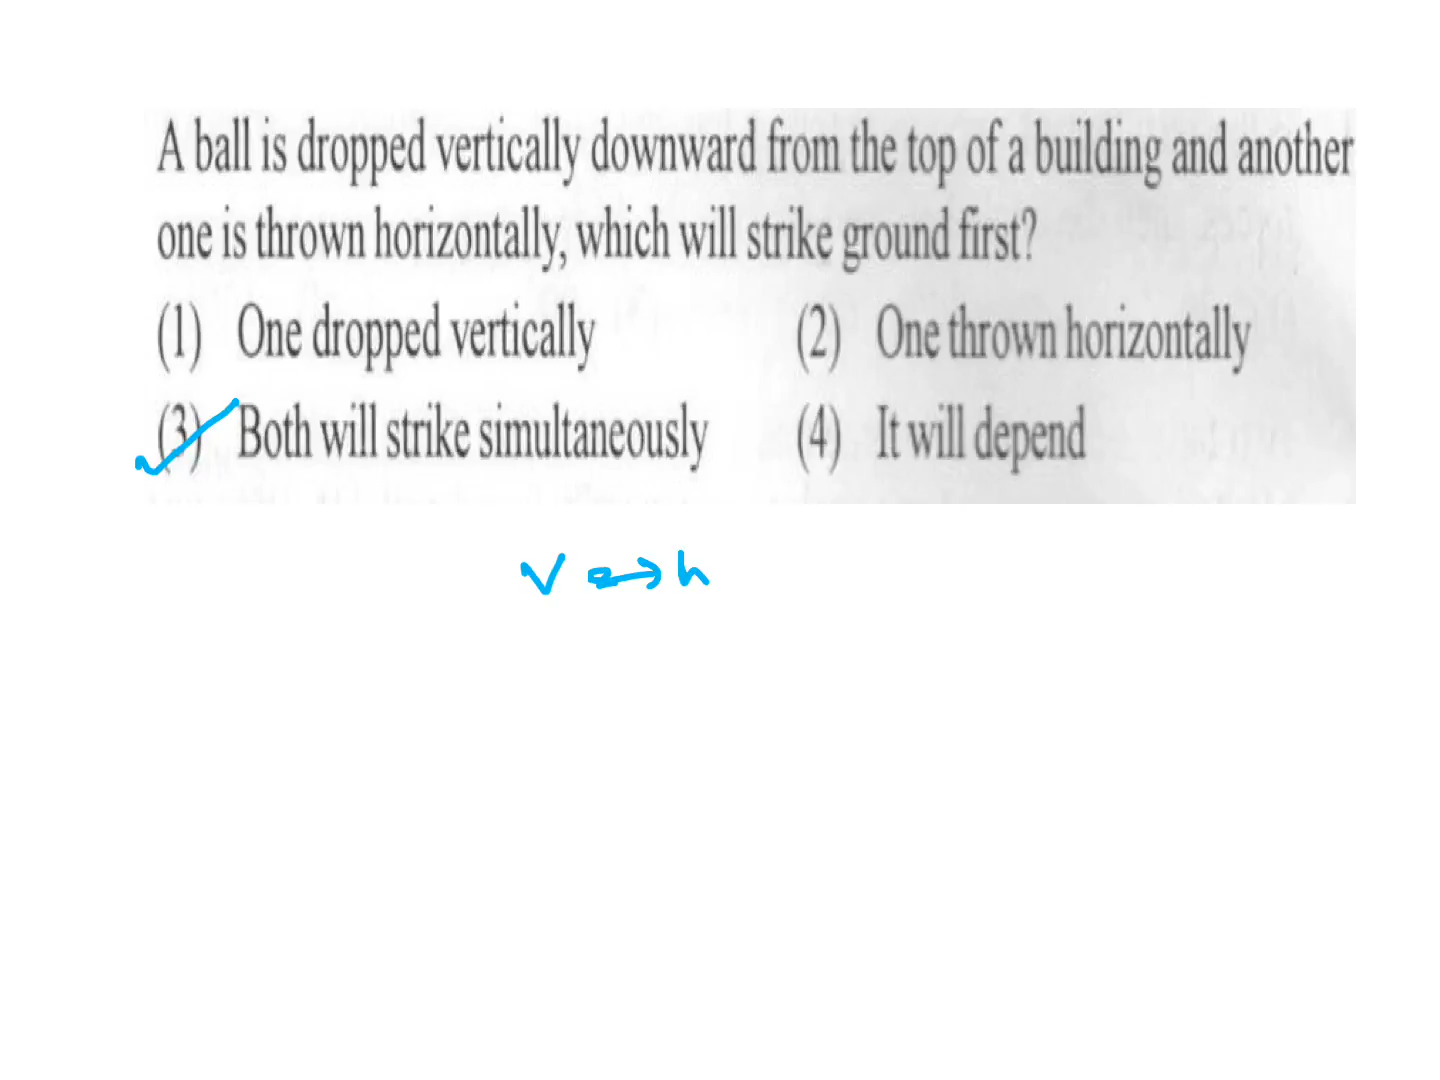 A ball is dropped vertically downward from the top of a building and another
one is thrown horizontally, which will strike ground first?
(1) One dropped vertically (2) One thrown horizontally
(3) Both will strike simultaneously (4) It will depend
V ↔ h